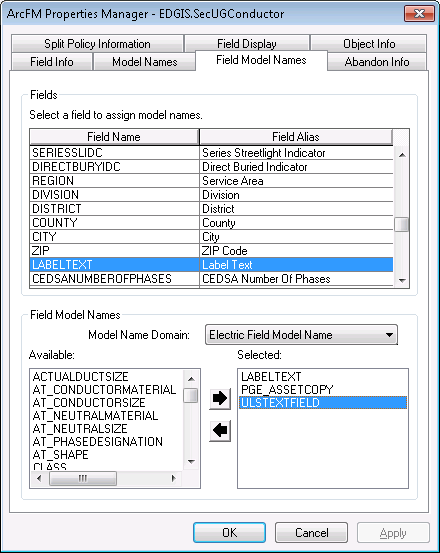 ArcFM Properties Manager - EDGIS.SecUGConductor
Split Policy Information Field Display Object Info
Field Info Model Names Field Model Names Abandon Info
Fields
Select a field to assign model names.
Field Name Field Alias
SERIESSLIDC Series Streetlight Indicator
DIRECTBURYIDC Direct Buried Indicator
REGION Service Area
DIVISION Division
DISTRICT District
COUNTY County
CITY City
ZIP ZIP Code
LABELTEXT Label Text
CEDSANUMBEROFPHASES CEDSA Number Of Phases
Field Model Names
Model Name Domain: Electric Field Model Name
Available: Selected:
ACTUALDUCTSIZE LABELTEXT
AT_CONDUCTORMATERIAL PGE_ASSETCOPY
AT_CONDUCTORSIZE ULSTEXTFIELD
AT_NEUTRALMATERIAL
AT_NEUTRALSIZE
AT_PHASEDESIGNATION
AT_SHAPE
CLASS
OK Cancel Apply